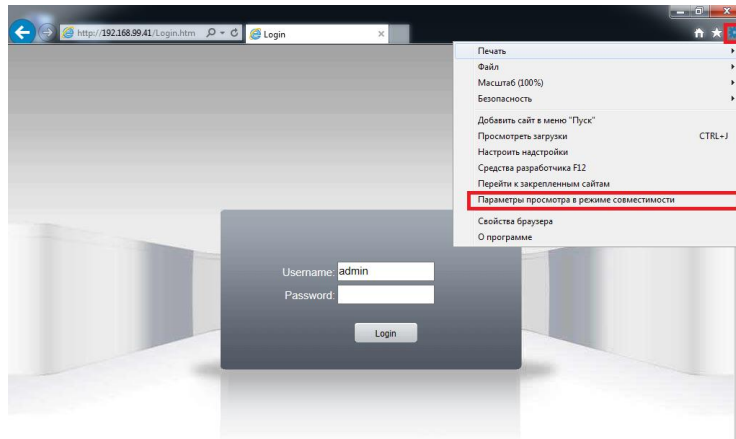 http://192.168.99.41/Login.htm
Login
Печать
Файл
Масштаб (100%)
Безопасность
Добавить сайт в меню "Пуск"
Просмотреть загрузки CTRL+J
Настроить надстройки
Средства разработчика F12
Перейти к закрепленным сайтам
Параметры просмотра в режиме совместимости
Свойства браузера
О программе
Username: admin
Password:
Login